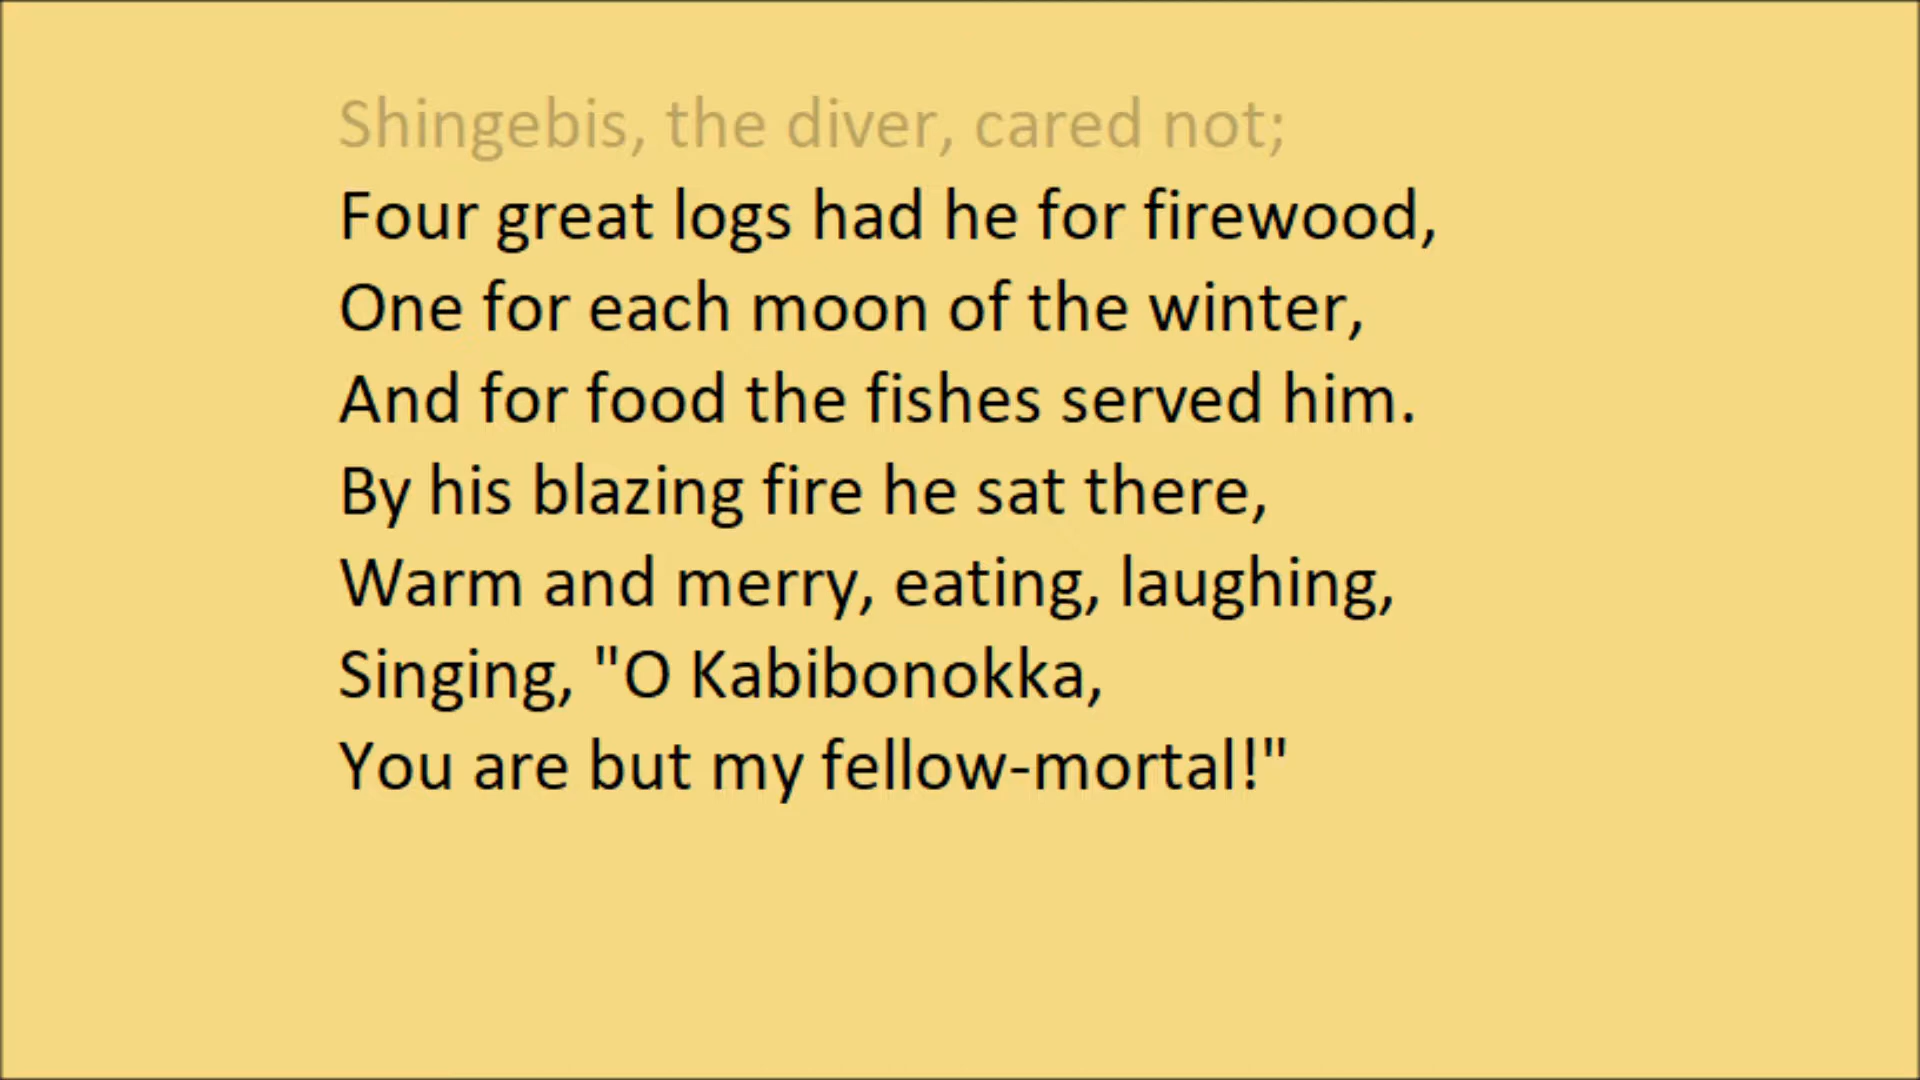 Shingebis, the diver, cared not;
Four great logs had he for firewood,
One for each moon of the winter,
And for food the fishes served him.
By his blazing fire he sat there,
Warm and merry, eating, laughing,
Singing, "O Kabibonokka,
You are but my fellow-mortal!"